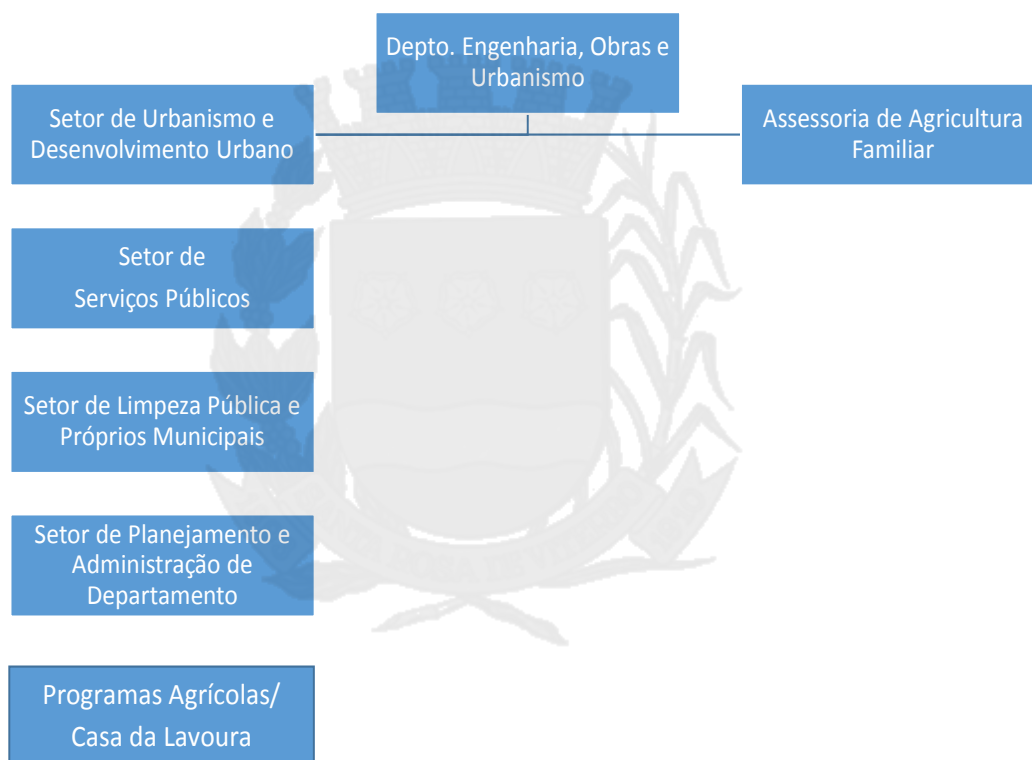 Depto. Engenharia, Obras e
Urbanismo
Setor de Urbanismo e
Desenvolvimento Urbano
Assessoria de Agricultura
Familiar
Setor de
Serviços Públicos
Setor de Limpeza Pública e
Próprios Municipais
Setor de Planejamento e
Administração de
Departamento
Programas Agrícolas/
Casa da Lavoura